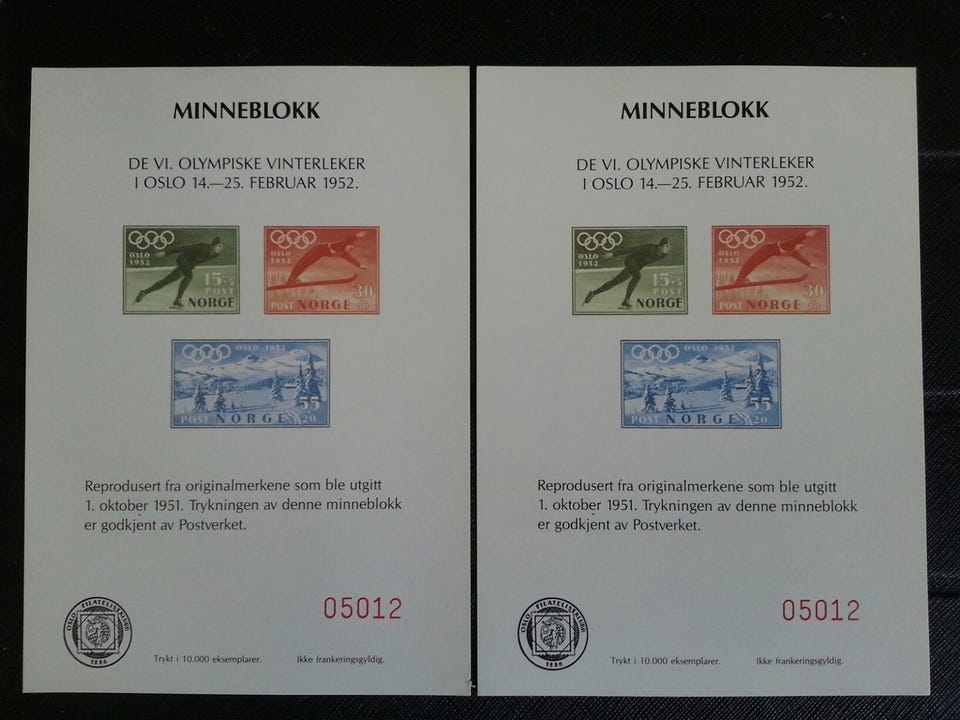 MINNEBLOKK
DE VI. OLYMPISKE VINTERLEKER
I OSLO 14.—25. FEBRUAR 1952.
OSLO
1952
15+5
POST
NORGE
OSLO
1952
30
POST NORGE
OSLO 1952
55
POST NORGE 20
Reprodusert fra originalmerkene som ble utgitt
1. oktober 1951. Trykningen av denne minneblokk
er godkjent av Postverket.
05012
OSLO FILATELISTKLUBB
1886
Trykt i 10.000 eksemplarer. Ikke frankeringsgyldig.
MINNEBLOKK
DE VI. OLYMPISKE VINTERLEKER
I OSLO 14.—25. FEBRUAR 1952.
OSLO
1952
15+5
POST
NORGE
OSLO
1952
30
POST NORGE
OSLO 1952
55
POST NORGE 20
Reprodusert fra originalmerkene som ble utgitt
1. oktober 1951. Trykningen av denne minneblokk
er godkjent av Postverket.
05012
OSLO FILATELISTKLUBB
1886
Trykt i 10.000 eksemplarer. Ikke frankeringsgyldig.